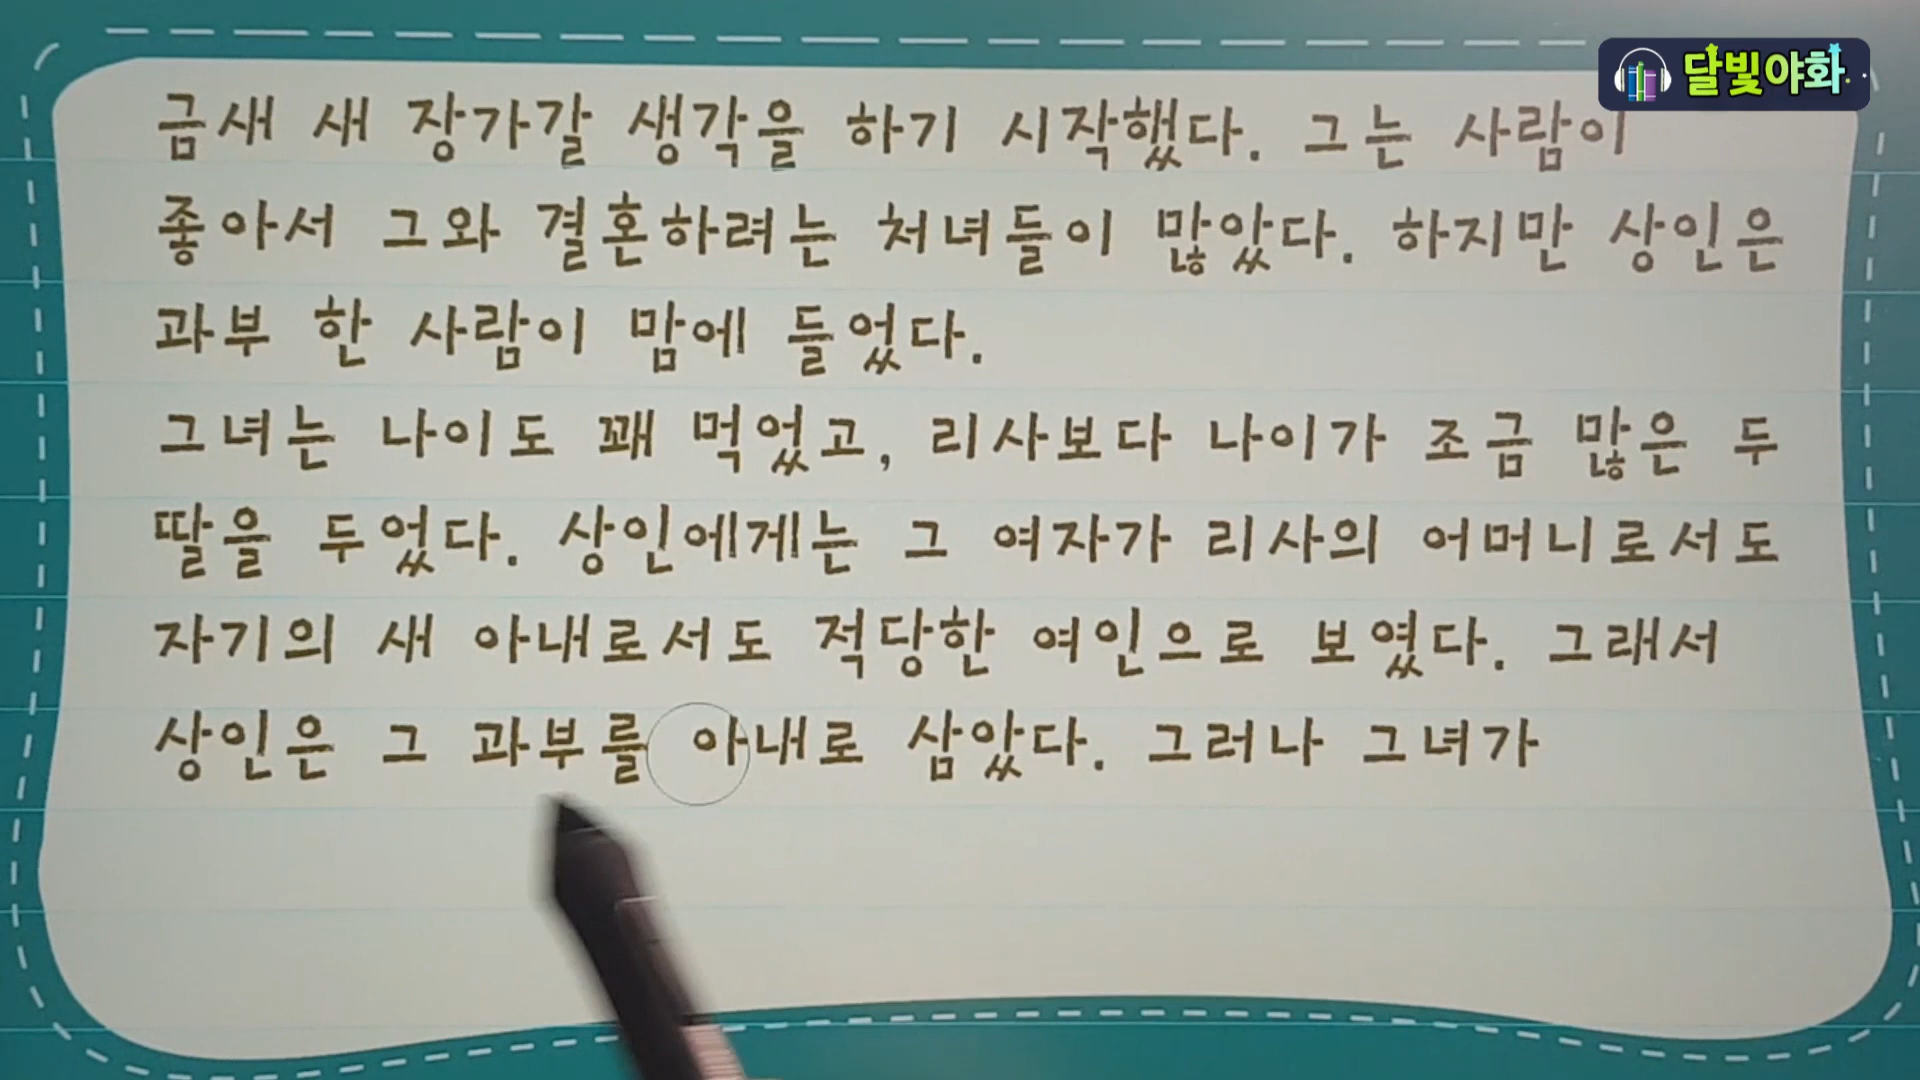 달빛야화
금새 새 장가갈 생각을 하기 시작했다. 그는 사람이
좋아서 그와 결혼하려는 처녀들이 많았다. 하지만 상인은
과부 한 사람이 맘에 들었다.
그녀는 나이도 꽤 먹었고, 리사보다 나이가 조금 많은 두
딸을 두었다. 상인에게는 그 여자가 리사의 어머니로서도
자기의 새 아내로서도 적당한 여인으로 보였다. 그래서
상인은 그 과부를 아내로 삼았다. 그러나 그녀가